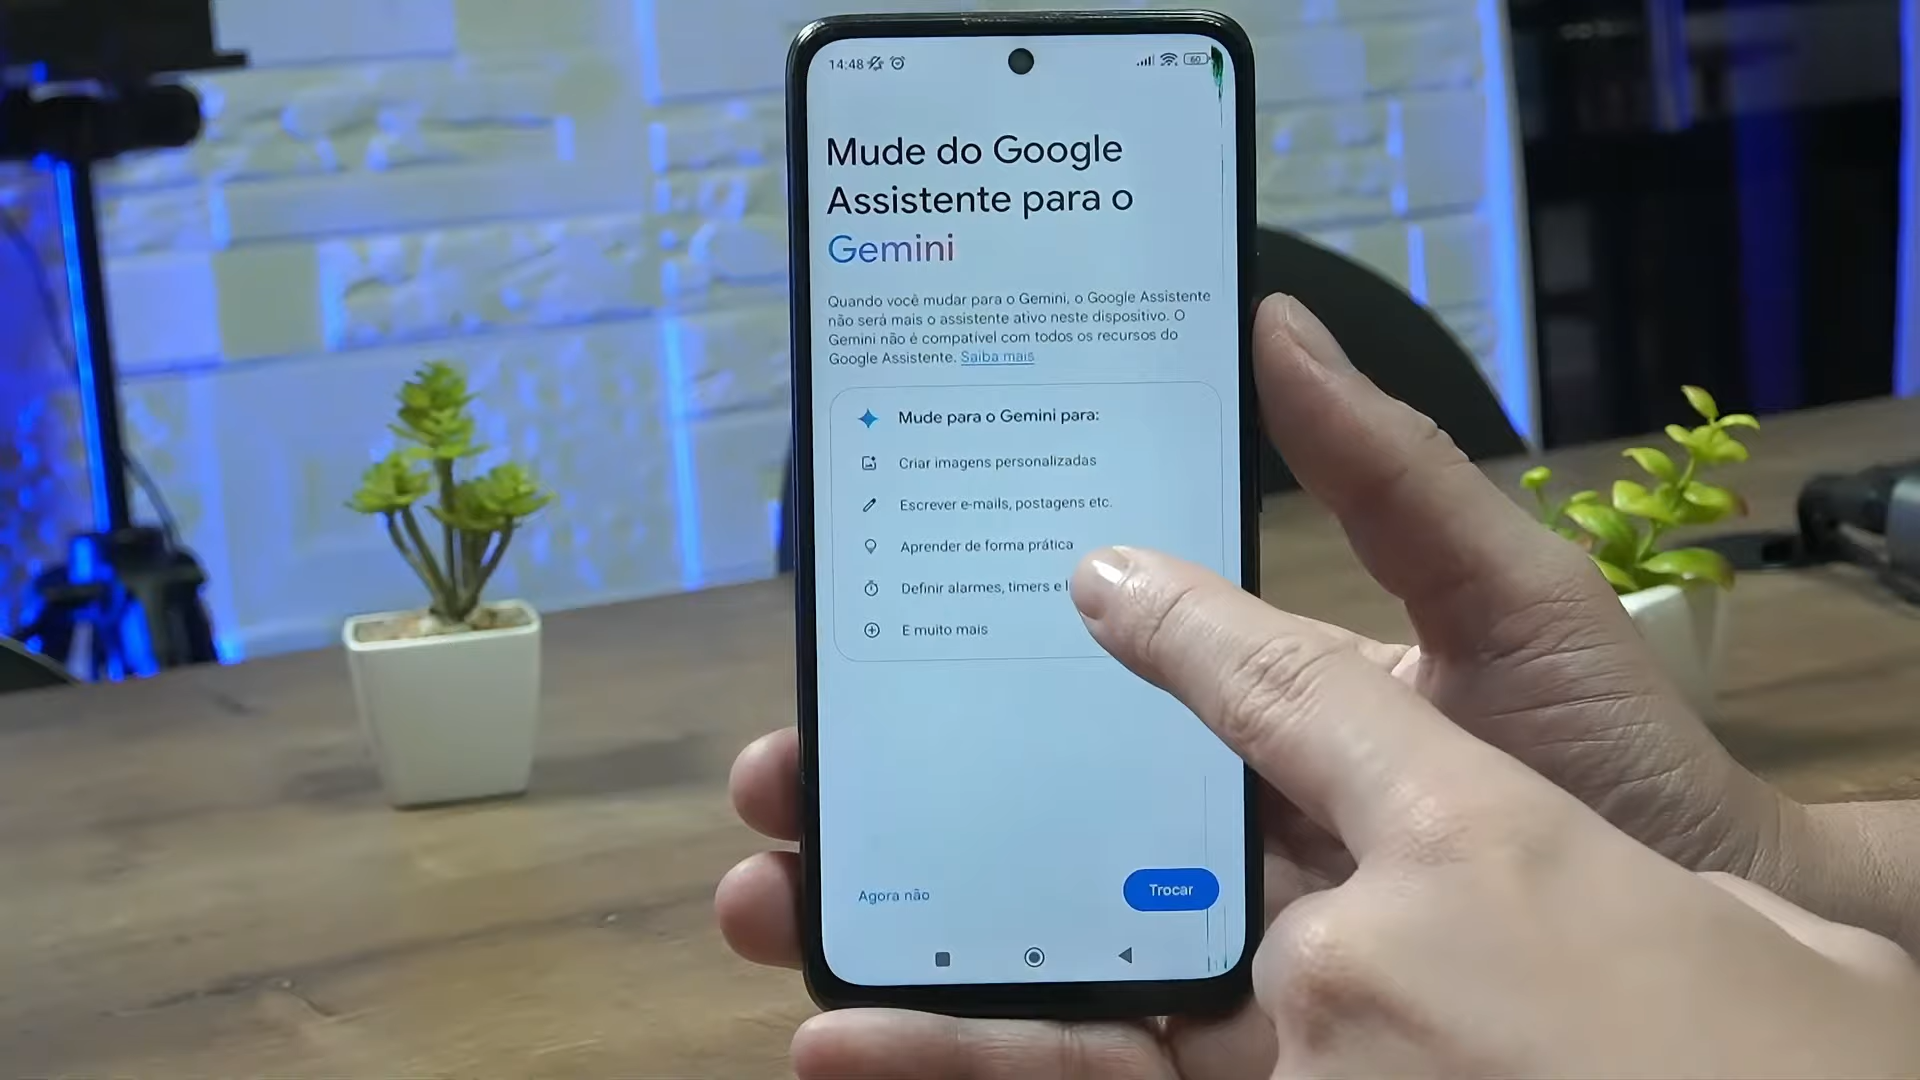 14:48
60
Mude do Google
Assistente para o
Gemini
Quando você mudar para o Gemini, o Google Assistente
não será mais o assistente ativo neste dispositivo. O
Gemini não é compatível com todos os recursos do
Google Assistente. Saiba mais
Mude para o Gemini para:
Criar imagens personalizadas
Escrever e-mails, postagens etc.
Aprender de forma prática
Definir alarmes, timers e
E muito mais
Agora não
Trocar